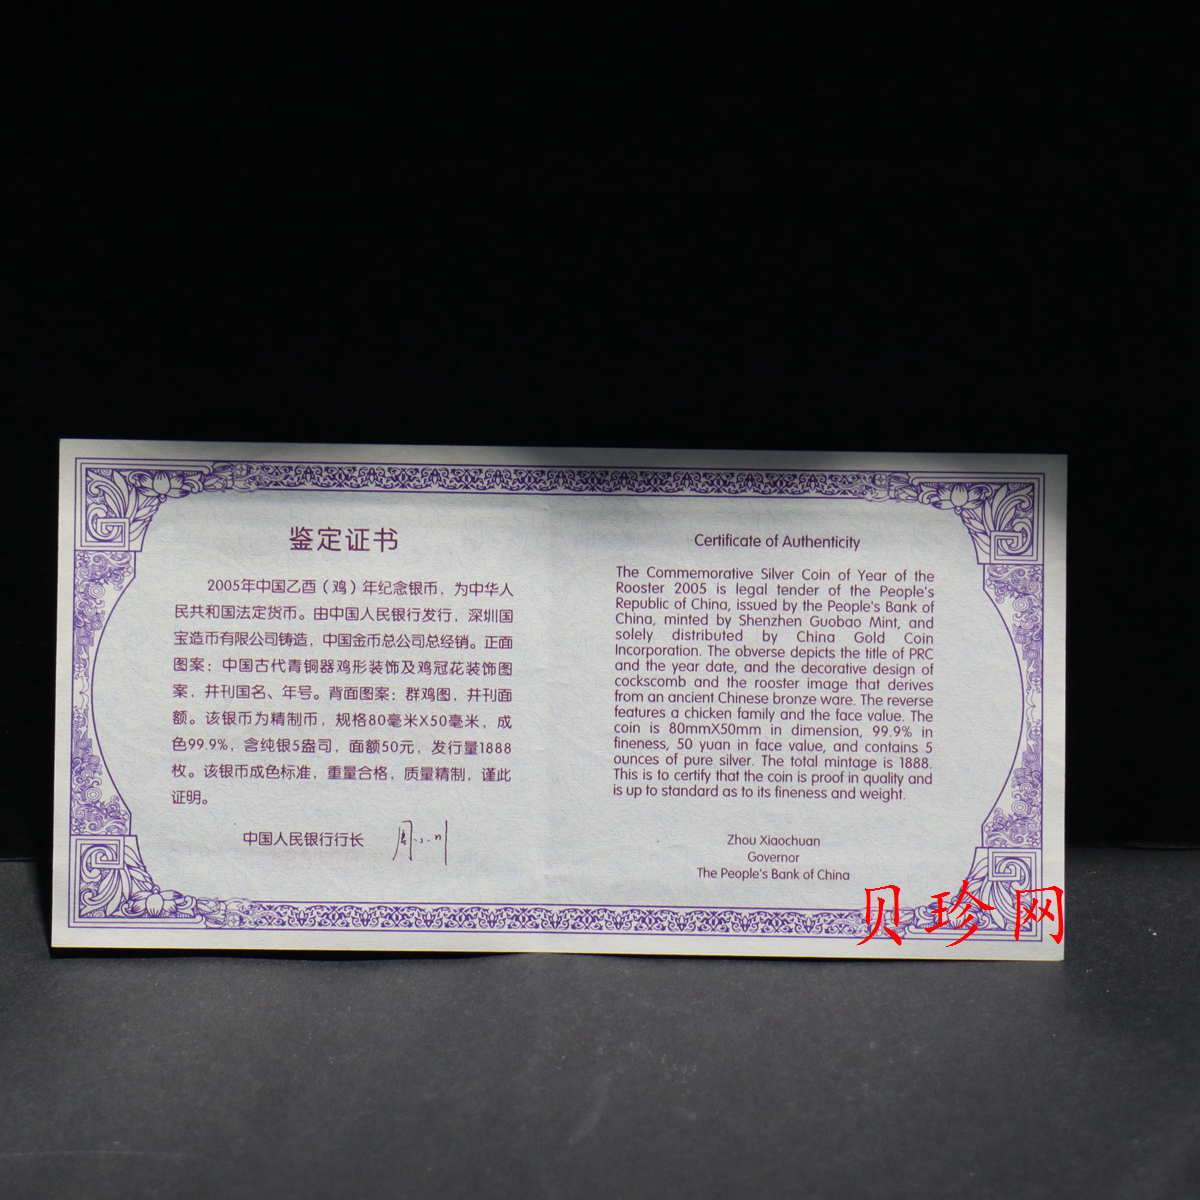 鉴定证书
2005年中国乙酉（鸡）年纪念银币，为中华人
民共和国法定货币。由中国人民银行发行，深圳国
宝造币有限公司铸造，中国金币总公司总经销。正面
图案：中国古代青铜器鸡形装饰及鸡冠花装饰图
案，并刊国名、年号。背面图案：群鸡图，并刊面
额。该银币为精制币，规格80毫米X50毫米，成
色99.9%，含纯银5盎司，面额50元，发行量1888
枚。该银币成色标准，重量合格，质量精制，谨此
证明。
中国人民银行行长
Certificate of Authenticity
The Commemorative Silver Coin of Year of the
Rooster 2005 is legal tender of the People's
Republic of China, issued by the People's Bank of
China, minted by Shenzhen Guobao Mint, and
solely distributed by China Gold Coin
Incorporation. The obverse depicts the title of PRC
and the year date, and the decorative design of
cockscomb and the rooster image that derives
from an ancient Chinese bronze ware. The reverse
features a chicken family and the face value. The
coin is 80mmX50mm in dimension, 99.9% in
fineness, 50 yuan in face value, and contains 5
ounces of pure silver. The total mintage is 1888.
This is to certify that the coin is proof in quality and
is up to standard as to its fineness and weight.
Zhou Xiaochuan
Governor
The People's Bank of China
贝珍网